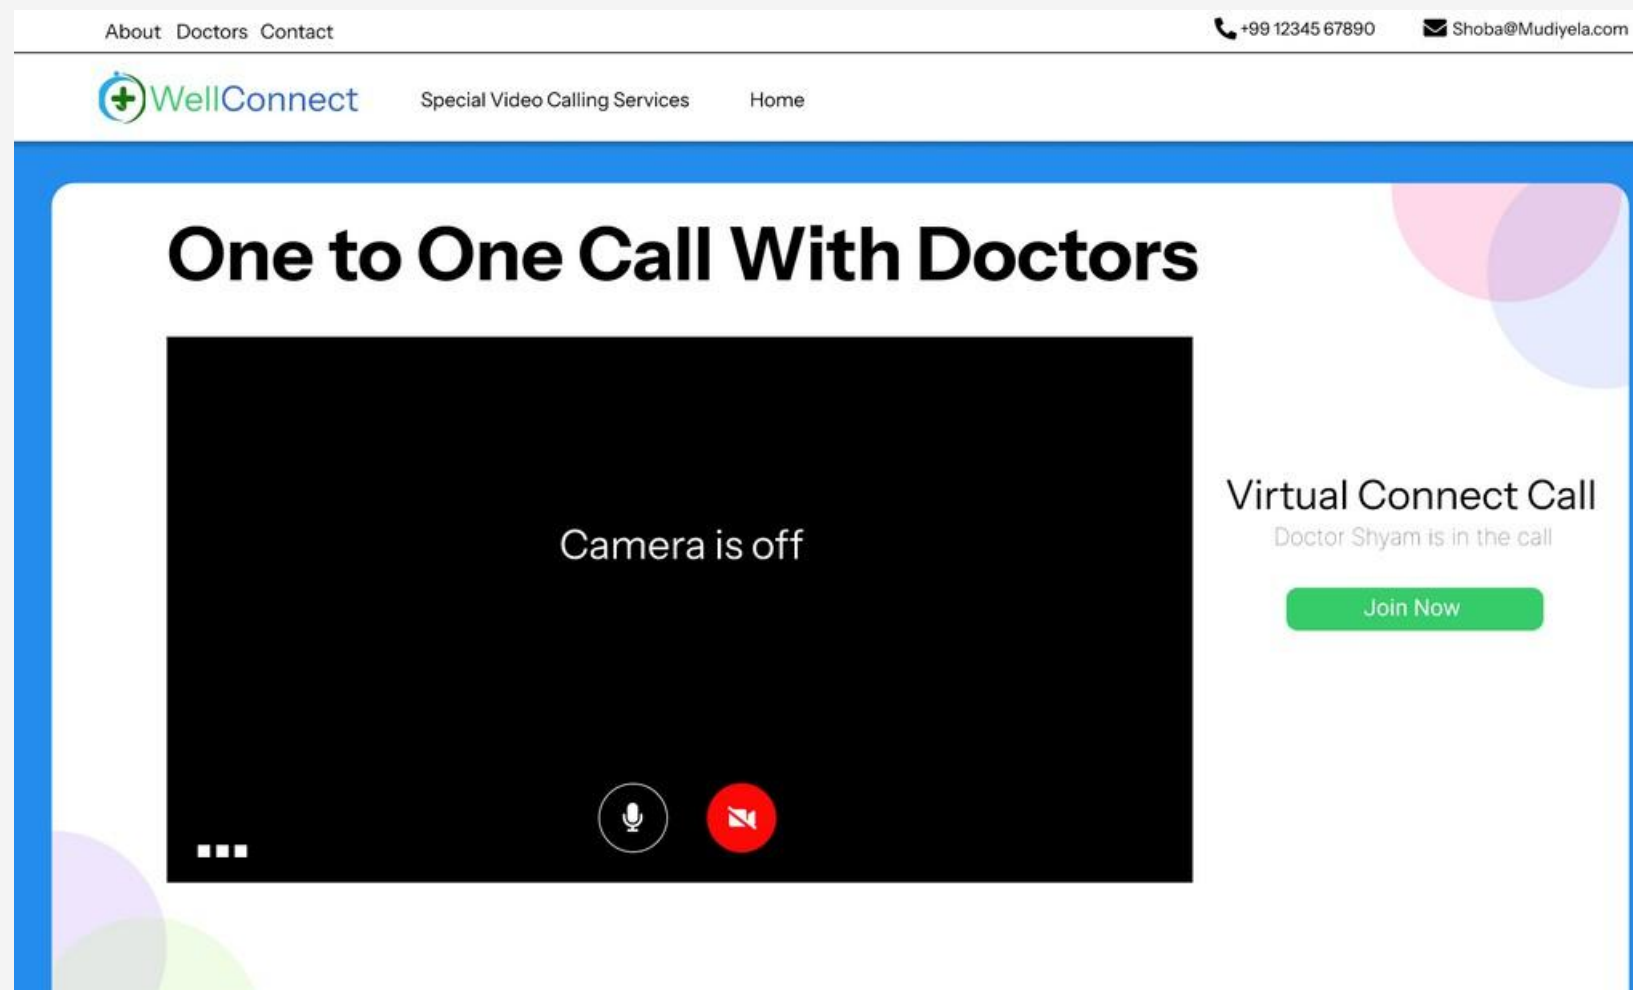 About Doctors Contact
+99 12345 67890
Shoba@Mudiyela.com
WellConnect
Special Video Calling Services
Home
One to One Call With Doctors
Camera is off
Virtual Connect Call
Doctor Shyam is in the call
Join Now